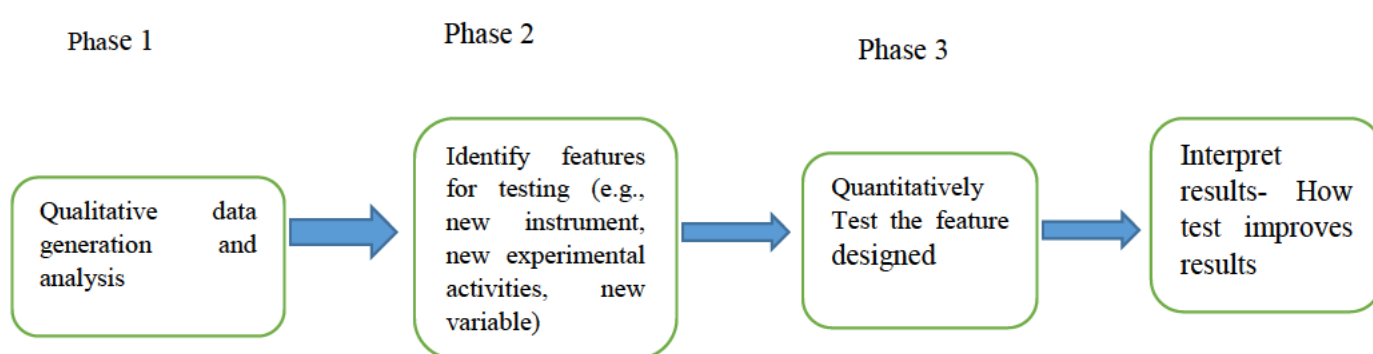 Phase 1
Phase 2
Phase 3
Qualitative data
generation and
analysis
Identify features
for testing (e.g.,
new instrument,
new experimental
activities, new
variable)
Quantitatively
Test the feature
designed
Interpret
results- How
test improves
results